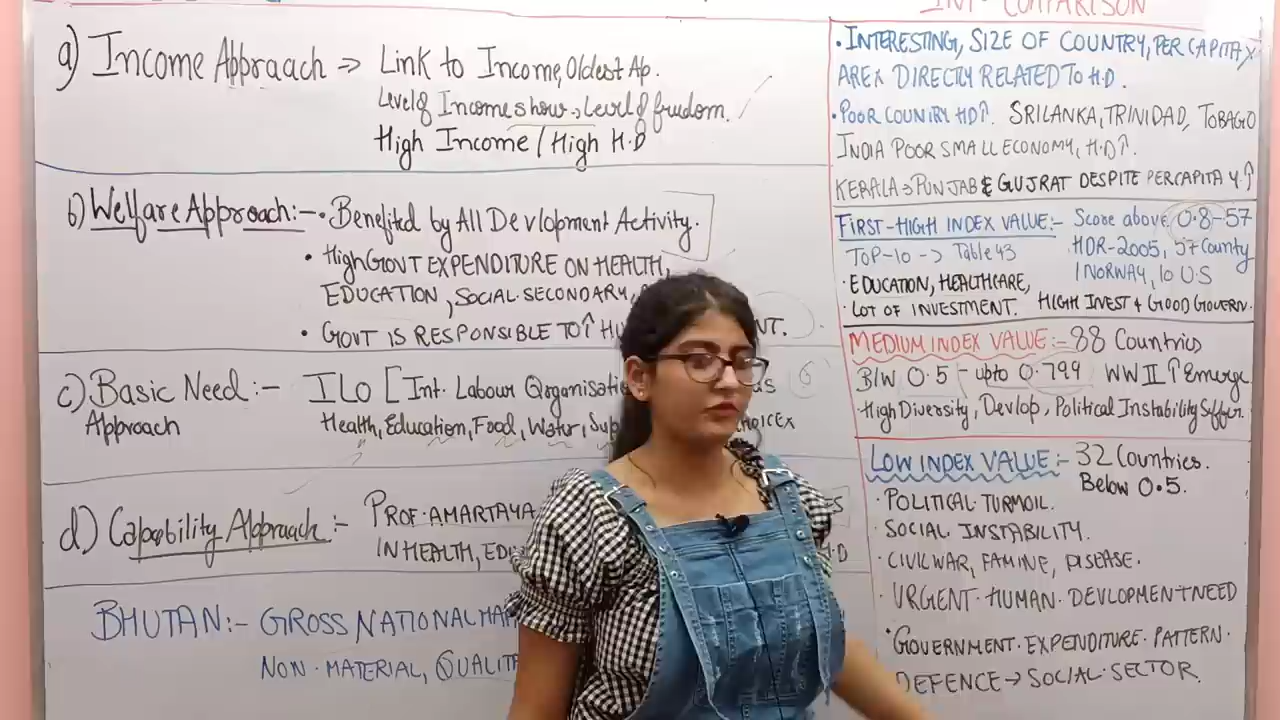 a) Income Appraach => Link to Income, Oldest Ap.
Level of Income show → Level of frudom.
High Income / High H.D
b) Welfare Approach:- • Benefited by All Devlopment Activity.
• High GOVT EXPENDITURE ON HEALTH,
EDUCATION, SOCIAL SECONDARY,
• GOVT IS RESPONSIBLE TO ↑
c) Basic Need:- ILO [Int. Labour
Approach Health, Education, Food, Water,
d) Capability Approach:- PROF. AMARTAYA
IN HEALTH,
BHUTAN:- GROSS NATIONAL
NON-MATERIAL,
INT. COMPARISON
• INTERESTING, SIZE OF COUNTRY, PER CAPITA X
ARE X DIRECTLY RELATED TO H.D.
• POOR COUNTRY HD↑. SRILANKA, TRINIDAD, TOBAGO
INDIA POOR SMALL ECONOMY, H.D↑.
KERALA → PUNJAB & GUJRAT DESPITE PER CAPITA Y.↑
FIRST-HIGH INDEX VALUE:- Score above 0.8-57
TOP-10 -> Table 43 HDR-2005, 57 County
• EDUCATION, HEALTHCARE, 1 NORWAY, 10 U.S
• LOT OF INVESTMENT. HIGH INVEST + GOOD GOVERN.
MEDIUM INDEX VALUE:- 88 Countries
B/W 0.5 - upto 0.799 WW II ↑ Emerge
High Diversity, Devlop, Political Instability Suffur.
LOW INDEX VALUE:- 32 Countries.
Below 0.5.
• POLITICAL TURMOIL.
• SOCIAL INSTABILITY.
• CIVIL WAR, FAMINE, DISEASE.
• URGENT HUMAN DEVLOPMENT NEED
• GOVERNMENT EXPENDITURE PATTERN.
DEFENCE → SOCIAL SECTOR.